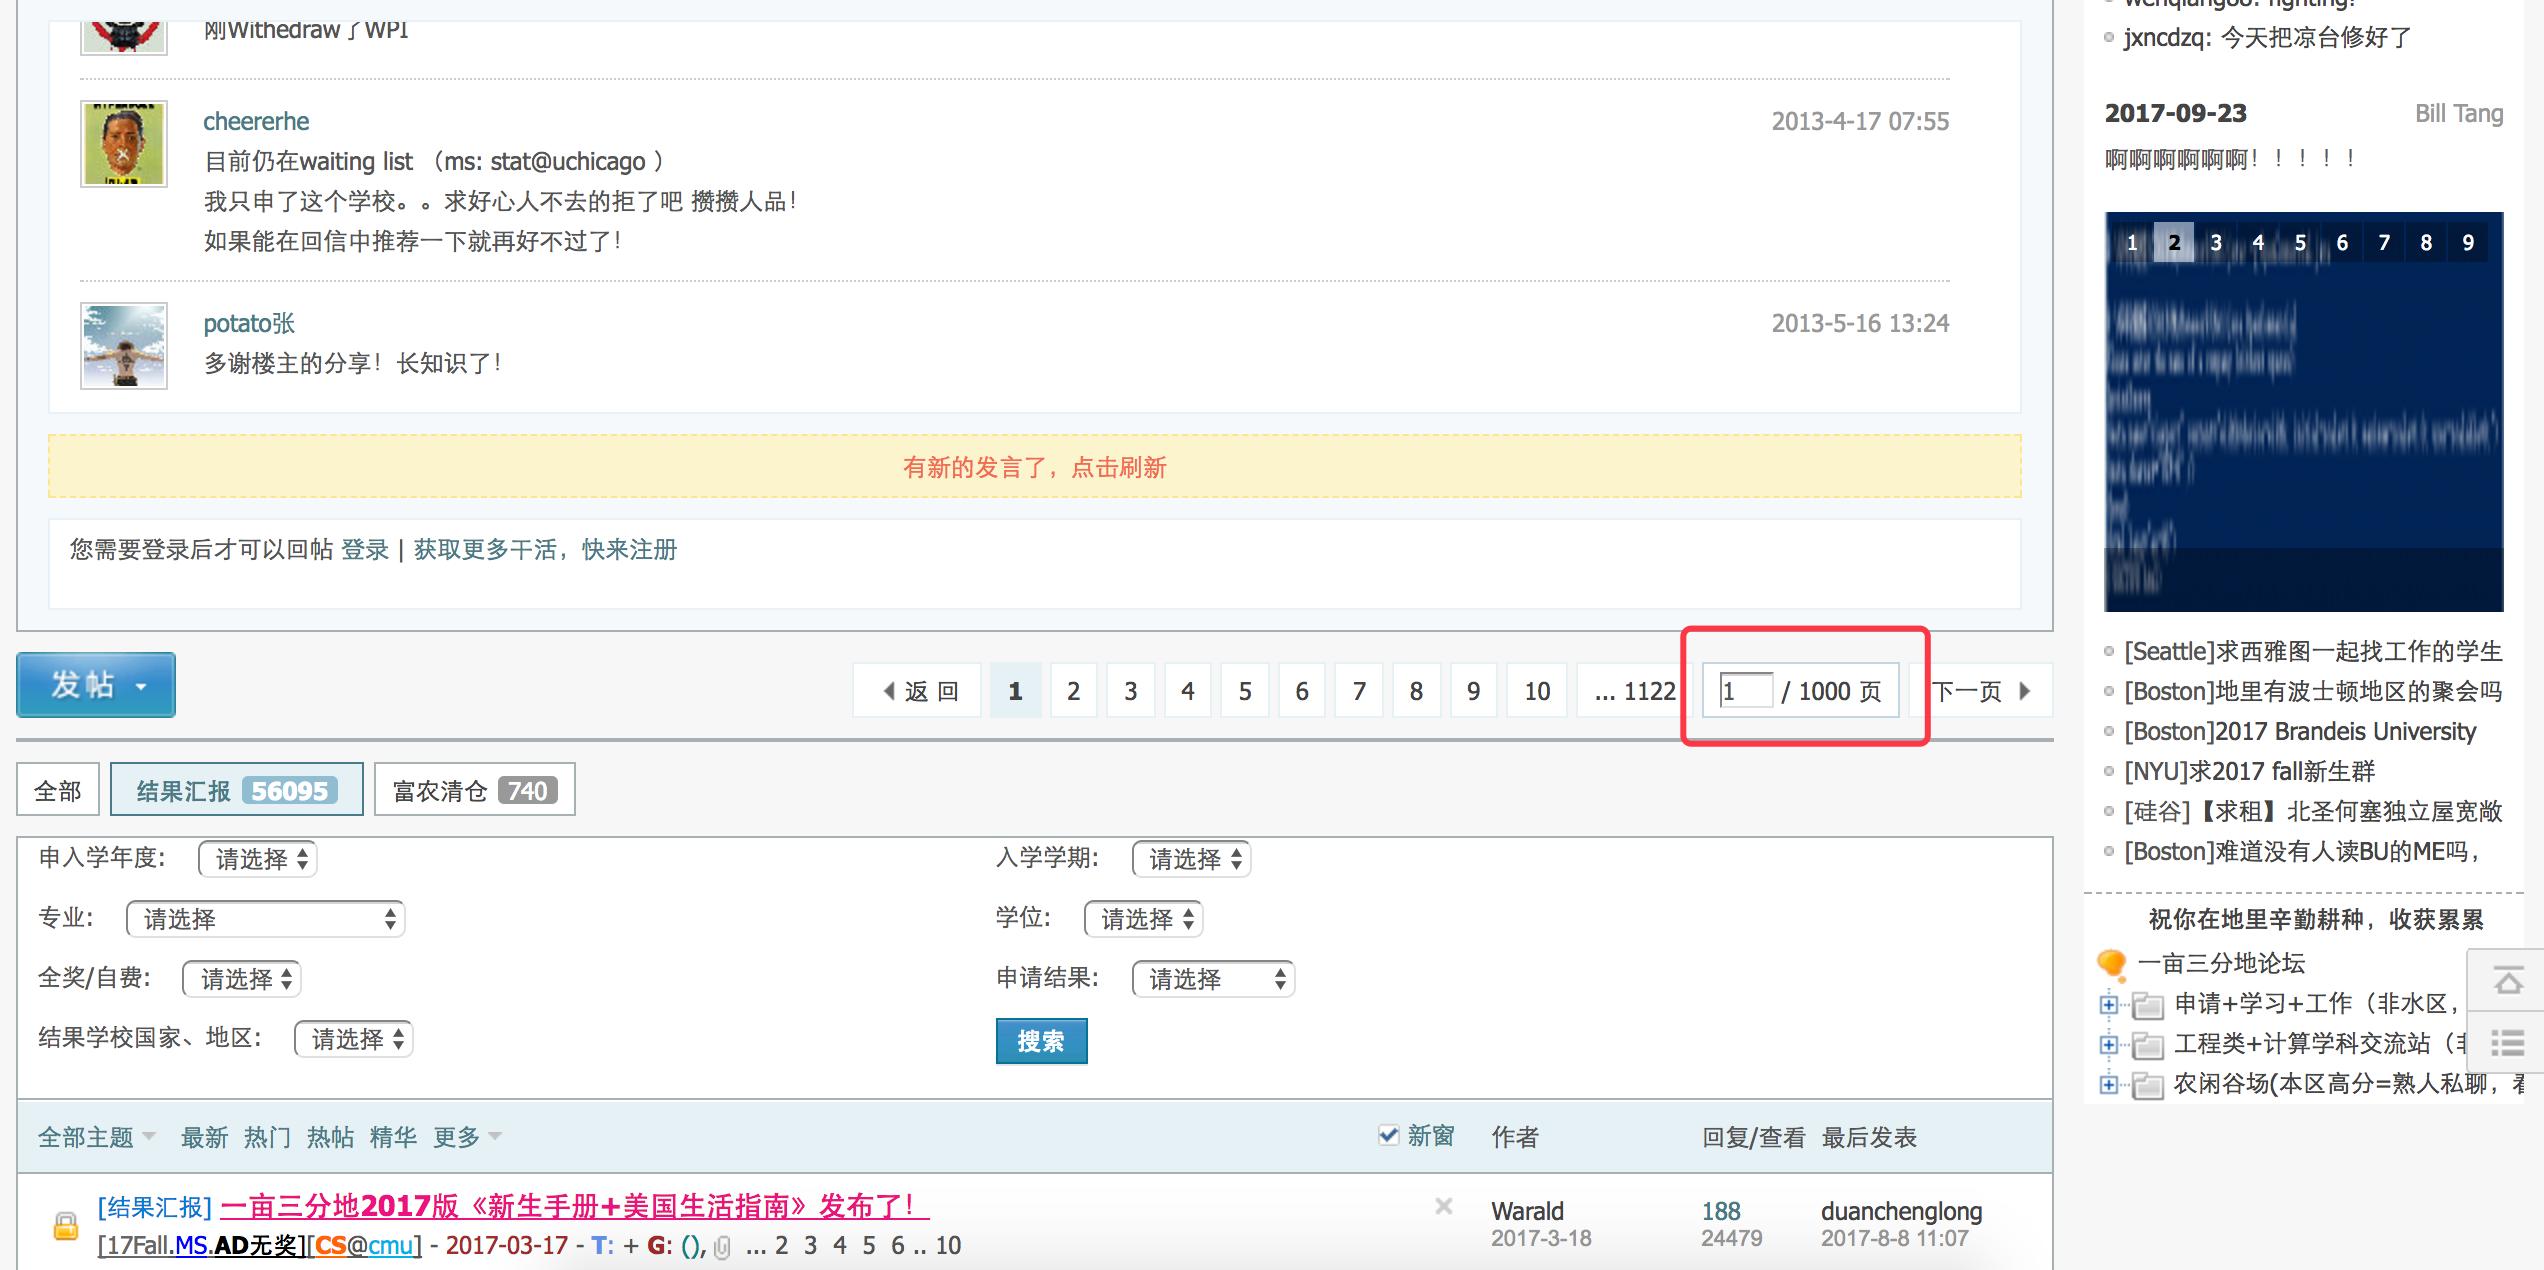 刚Withedraw了WPI
cheererhe
2013-4-17 07:55
目前仍在waiting list （ms: stat@uchicago ）
我只申了这个学校。。求好心人不去的拒了吧 攒攒人品！
如果能在回信中推荐一下就再好不过了！
potato张
2013-5-16 13:24
多谢楼主的分享！长知识了！
有新的发言了，点击刷新
您需要登录后才可以回帖 登录 | 获取更多干活，快来注册
发帖
返 回 1 2 3 4 5 6 7 8 9 10 ... 1122 1 / 1000 页 下一页
全部 结果汇报 56095 富农清仓 740
申入学年度: 请选择 入学学期: 请选择
专业: 请选择 学位: 请选择
全奖/自费: 请选择 申请结果: 请选择
结果学校国家、地区: 请选择 搜索
全部主题 最新 热门 热帖 精华 更多 新窗 作者 回复/查看 最后发表
[结果汇报] 一亩三分地2017版《新生手册+美国生活指南》发布了！
Warald 188 duanchenglong
[17Fall.MS.AD无奖][CS@cmu] - 2017-03-17 - T: + G: (), ... 2 3 4 5 6 .. 10
2017-3-18 24479 2017-8-8 11:07
jxncdzq: 今天把凉台修好了
2017-09-23 Bill Tang
啊啊啊啊啊啊！！！！！
1 2 3 4 5 6 7 8 9
[Seattle]求西雅图一起找工作的学生
[Boston]地里有波士顿地区的聚会吗
[Boston]2017 Brandeis University
[NYU]求2017 fall新生群
[硅谷]【求租】北圣何塞独立屋宽敞
[Boston]难道没有人读BU的ME吗，
祝你在地里辛勤耕种，收获累累
一亩三分地论坛
申请+学习+工作（非水区，
工程类+计算学科交流站（
农闲谷场(本区高分=熟人私聊，